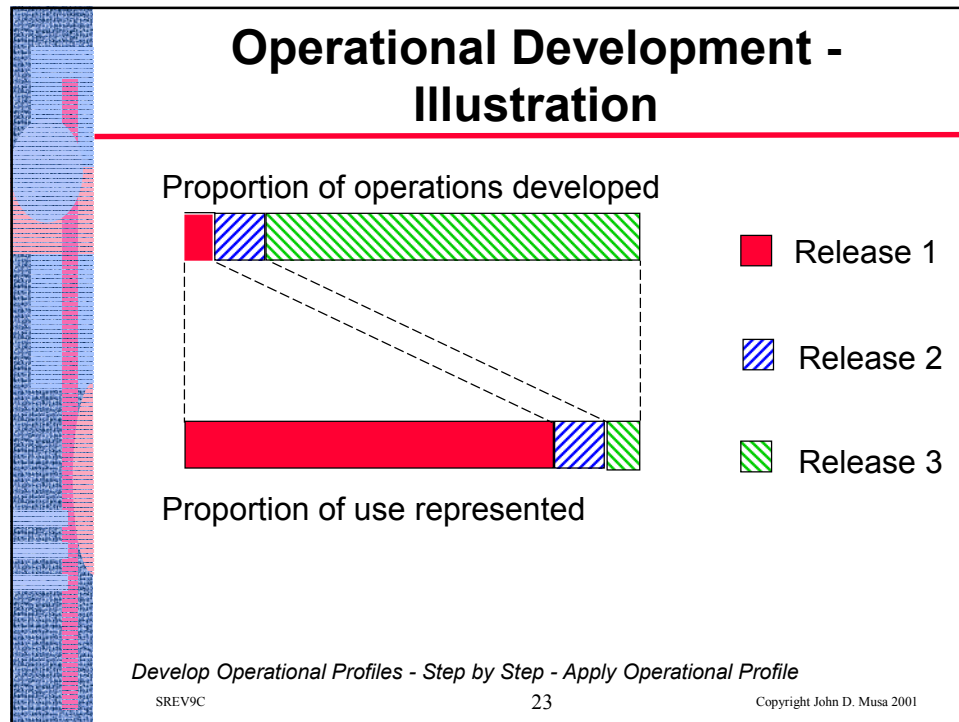 Operational Development -
Illustration
Proportion of operations developed
Release 1
Release 2
Release 3
Proportion of use represented
Develop Operational Profiles - Step by Step - Apply Operational Profile
SREV9C
23
Copyright John D. Musa 2001